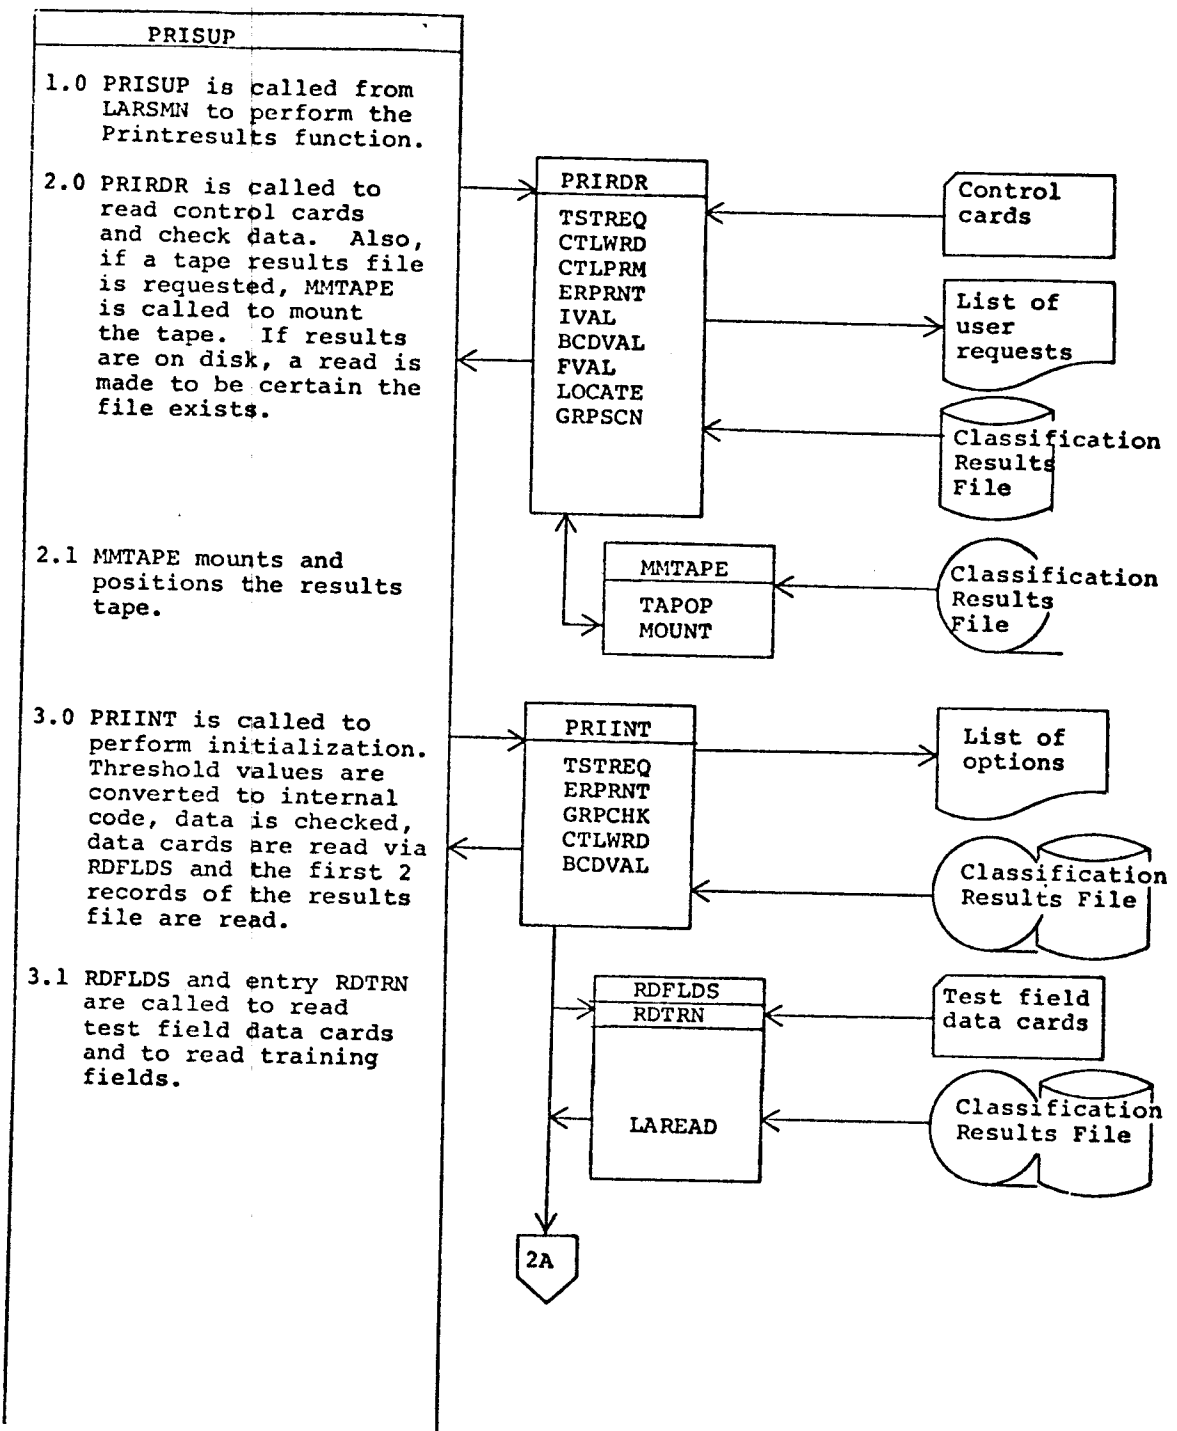 PRISUP
1.0 PRISUP is called from
LARSMN to perform the
Printresults function.
2.0 PRIRDR is called to
read control cards
and check data. Also,
if a tape results file
is requested, MMTAPE
is called to mount
the tape. If results
are on disk, a read is
made to be certain the
file exists.
PRIRDR
TSTREQ
CTLWRD
CTLPRM
ERPRNT
IVAL
BCDVAL
FVAL
LOCATE
GRPSCN
Control
cards
List of
user
requests
Classification
Results
File
2.1 MMTAPE mounts and
positions the results
tape.
MMTAPE
TAPOP
MOUNT
Classification
Results
File
3.0 PRIINT is called to
perform initialization.
Threshold values are
converted to internal
code, data is checked,
data cards are read via
RDFLDS and the first 2
records of the results
file are read.
PRIINT
TSTREQ
ERPRNT
GRPCHK
CTLWRD
BCDVAL
List of
options
Classification
Results File
3.1 RDFLDS and entry RDTRN
are called to read
test field data cards
and to read training
fields.
RDFLDS
RDTRN
LAREAD
Test field
data cards
Classification
Results File
2A